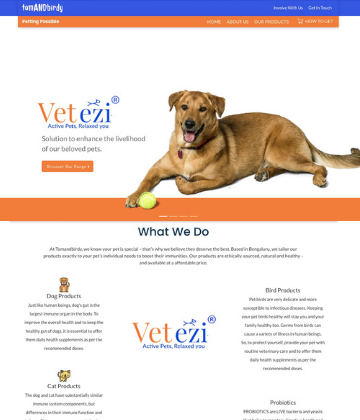 tomANDbirdy
Involve With Us Get In Touch
Petting Possible
HOME ABOUT US OUR PRODUCTS HOW TO GET
Vet ezi®
Active Pets, Relaxed you
Solution to enhance the livelihood
of our beloved pets.
Discover Our Range
What We Do
At Tomandbirdy, we know your pet is special – that's why we believe they deserve the best. Based in Bengaluru, we tailor our
products exactly to your pet's individual needs to boost their immunities. Our products are ethically sourced, natural and healthy –
and available at a affordable price.
Dog Products
Just like human beings, dog's gut is the
largest immune organ in the body. To
improve the overall health and to keep the
healthy gut of dog, it is essential to offer
them daily health supplements as per the
recommended doses.
Cat Products
The dog and cat have substantially similar
immune system components, but
differences in their immune function and
Vet ezi®
Active Pets, Relaxed you
Bird Products
Pet birds are very delicate and more
susceptible to infectious diseases. Keeping
your pet birds healthy will stay you and your
family healthy too. Germs from birds can
cause a variety of illness in human beings.
So, to protect yourself, provide your pet with
routine veterinary care and to offer them
daily health supplements as per the
recommended doses.
Probiotics
PROBIOTICS are LIVE bacteria and yeasts